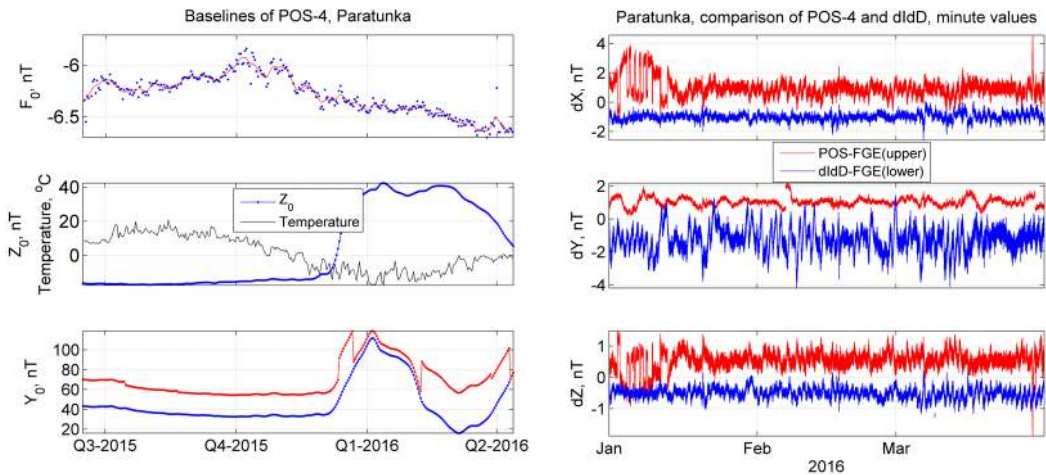 Baselines of POS-4, Paratunka
-6
-6.5
F0, nT
40
20
0
Z0, nT
Temperature, °C
Z0
Temperature
100
80
60
40
20
Y0, nT
Q3-2015
Q4-2015
Q1-2016
Q2-2016
Paratunka, comparison of POS-4 and dIdD, minute values
4
2
0
-2
dX, nT
POS-FGE(upper)
dIdD-FGE(lower)
2
0
-2
-4
dY, nT
1
0
-1
dZ, nT
Jan
Feb
Mar
2016